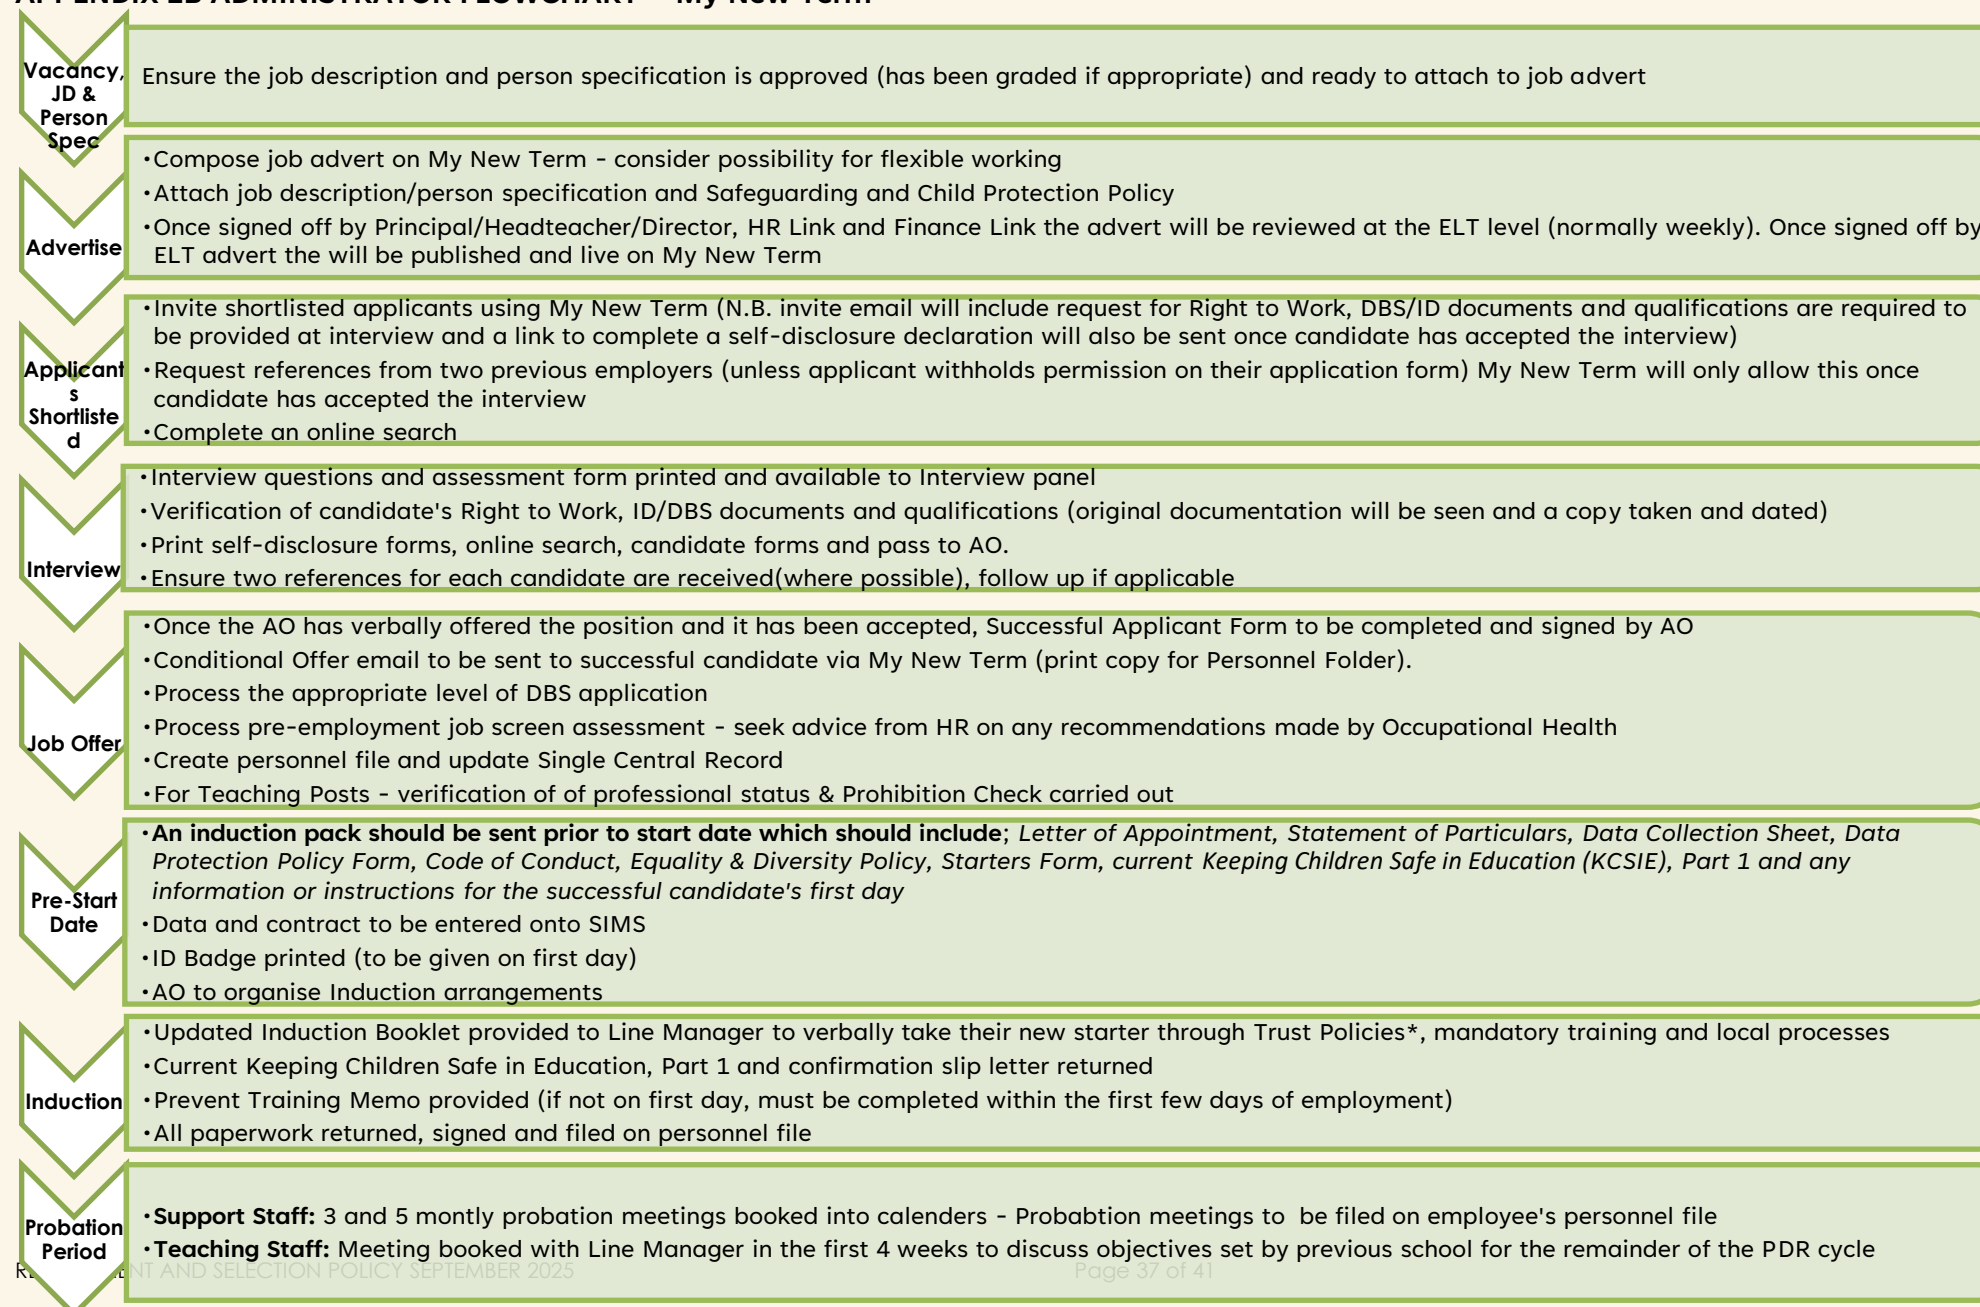 APPENDIX 2B ADMINISTRATOR FLOWCHART – My New Term
Vacancy,
JD &
Person
Spec
Ensure the job description and person specification is approved (has been graded if appropriate) and ready to attach to job advert
Advertise
•Compose job advert on My New Term - consider possibility for flexible working
•Attach job description/person specification and Safeguarding and Child Protection Policy
•Once signed off by Principal/Headteacher/Director, HR Link and Finance Link the advert will be reviewed at the ELT level (normally weekly). Once signed off by
ELT advert the will be published and live on My New Term
Applicant
s
Shortliste
d
•Invite shortlisted applicants using My New Term (N.B. invite email will include request for Right to Work, DBS/ID documents and qualifications are required to
be provided at interview and a link to complete a self-disclosure declaration will also be sent once candidate has accepted the interview)
•Request references from two previous employers (unless applicant withholds permission on their application form) My New Term will only allow this once
candidate has accepted the interview
•Complete an online search
Interview
•Interview questions and assessment form printed and available to Interview panel
•Verification of candidate's Right to Work, ID/DBS documents and qualifications (original documentation will be seen and a copy taken and dated)
•Print self-disclosure forms, online search, candidate forms and pass to AO.
•Ensure two references for each candidate are received(where possible), follow up if applicable
Job Offer
•Once the AO has verbally offered the position and it has been accepted, Successful Applicant Form to be completed and signed by AO
•Conditional Offer email to be sent to successful candidate via My New Term (print copy for Personnel Folder).
•Process the appropriate level of DBS application
•Process pre-employment job screen assessment - seek advice from HR on any recommendations made by Occupational Health
•Create personnel file and update Single Central Record
•For Teaching Posts - verification of of professional status & Prohibition Check carried out
Pre-Start
Date
•An induction pack should be sent prior to start date which should include; Letter of Appointment, Statement of Particulars, Data Collection Sheet, Data
Protection Policy Form, Code of Conduct, Equality & Diversity Policy, Starters Form, current Keeping Children Safe in Education (KCSIE), Part 1 and any
information or instructions for the successful candidate's first day
•Data and contract to be entered onto SIMS
•ID Badge printed (to be given on first day)
•AO to organise Induction arrangements
Induction
•Updated Induction Booklet provided to Line Manager to verbally take their new starter through Trust Policies*, mandatory training and local processes
•Current Keeping Children Safe in Education, Part 1 and confirmation slip letter returned
•Prevent Training Memo provided (if not on first day, must be completed within the first few days of employment)
•All paperwork returned, signed and filed on personnel file
Probation
Period
•Support Staff: 3 and 5 montly probation meetings booked into calenders - Probabtion meetings to be filed on employee's personnel file
•Teaching Staff: Meeting booked with Line Manager in the first 4 weeks to discuss objectives set by previous school for the remainder of the PDR cycle
AND SELECTION POLICY SEPTEMBER 2025 Page 37 of 41